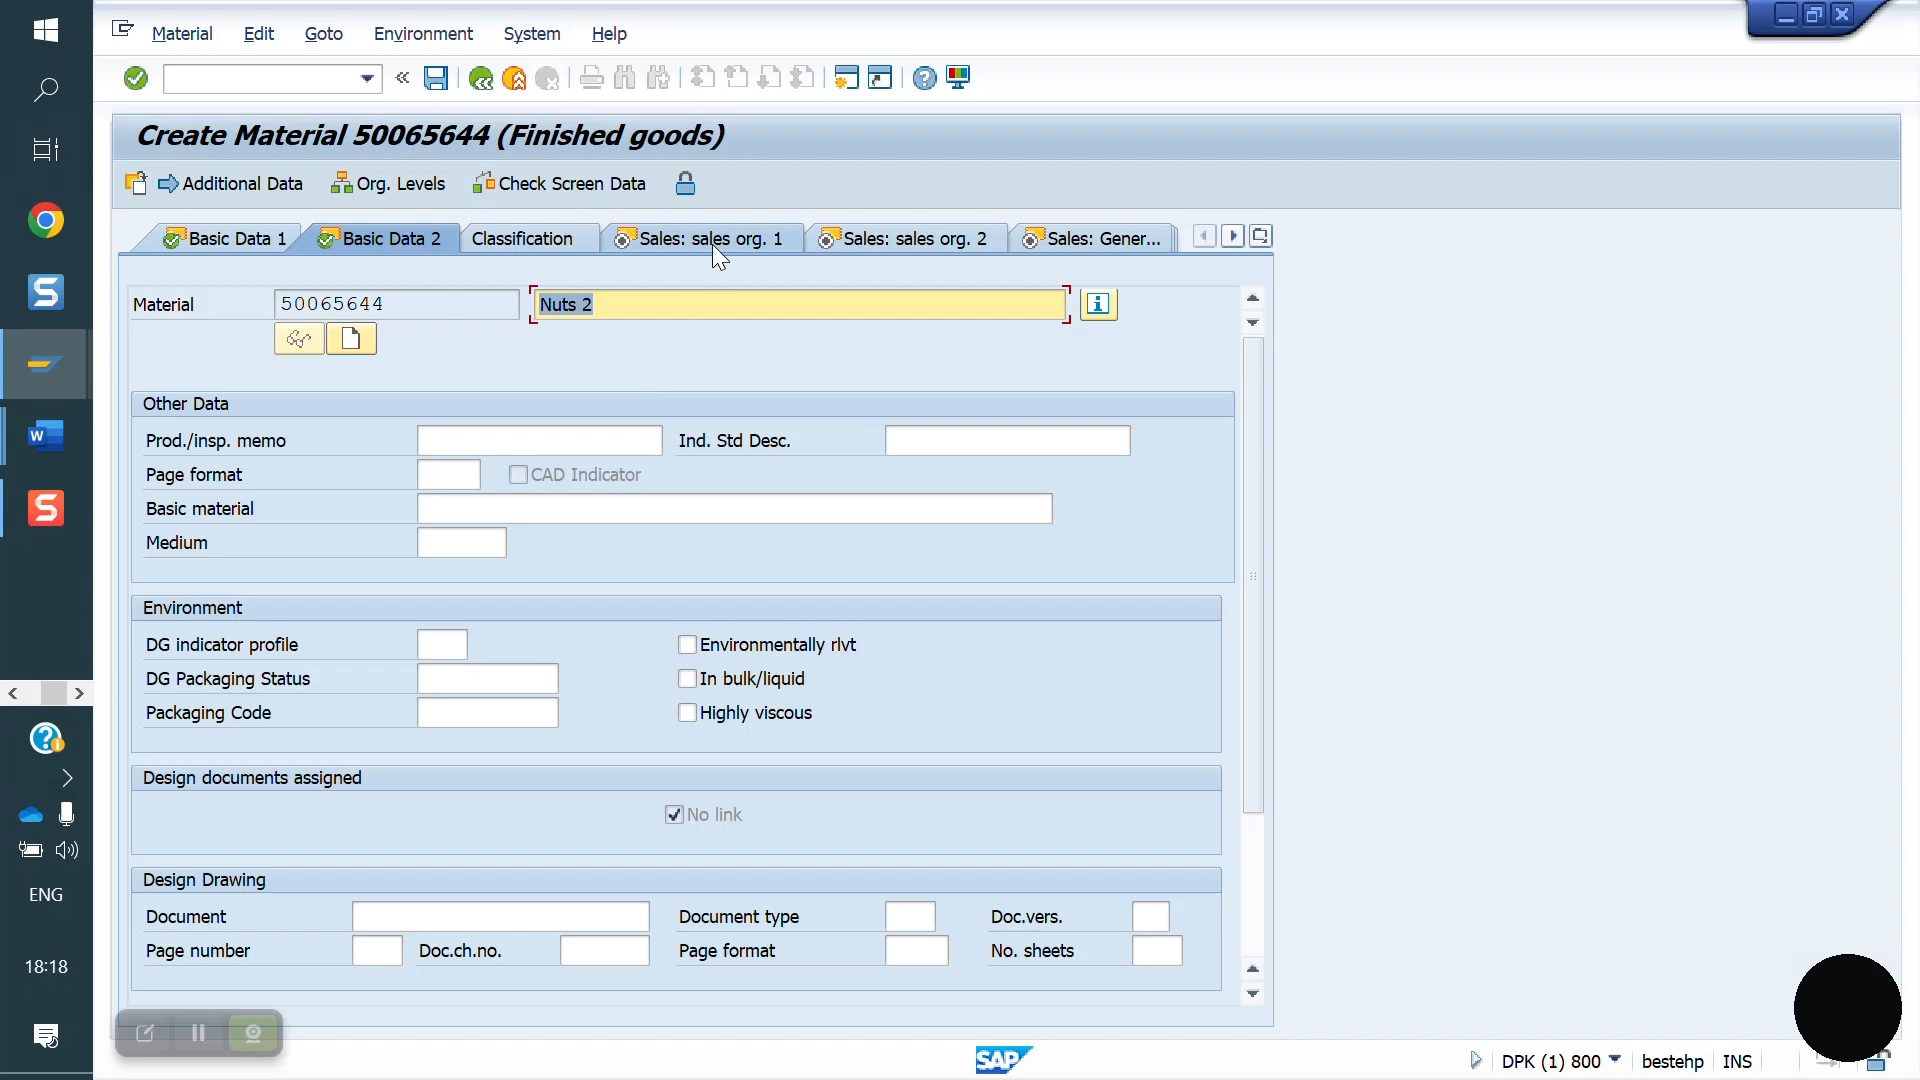 Material Edit Goto Environment System Help
Create Material 50065644 (Finished goods)
Additional Data Org. Levels Check Screen Data
Basic Data 1 Basic Data 2 Classification Sales: sales org. 1 Sales: sales org. 2 Sales: Gener...
Material 50065644 Nuts 2
Other Data
Prod./insp. memo Ind. Std Desc.
Page format CAD Indicator
Basic material
Medium
Environment
DG indicator profile Environmentally rlvt
DG Packaging Status In bulk/liquid
Packaging Code Highly viscous
Design documents assigned
No link
Design Drawing
Document Document type Doc.vers.
Page number Doc.ch.no. Page format No. sheets
ENG
18:18
SAP DPK (1) 800 bestehp INS